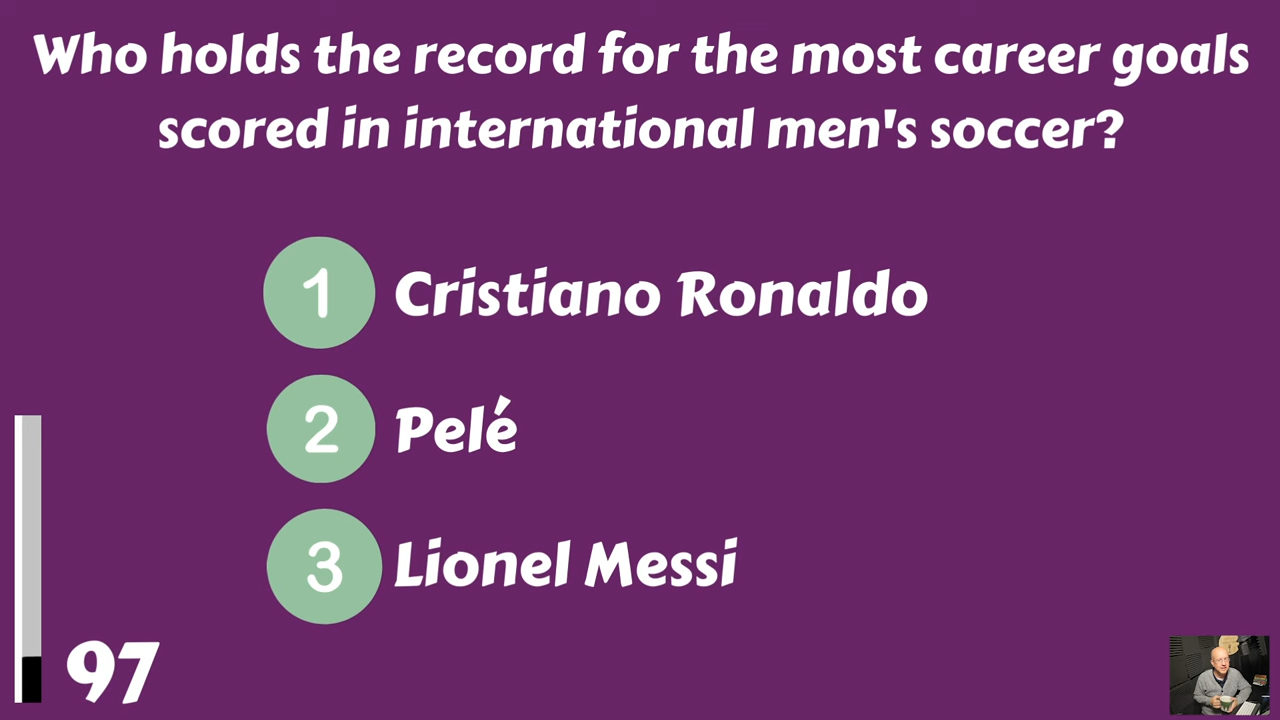 Who holds the record for the most career goals
scored in international men's soccer?
1 Cristiano Ronaldo
2 Pelé
3 Lionel Messi
97